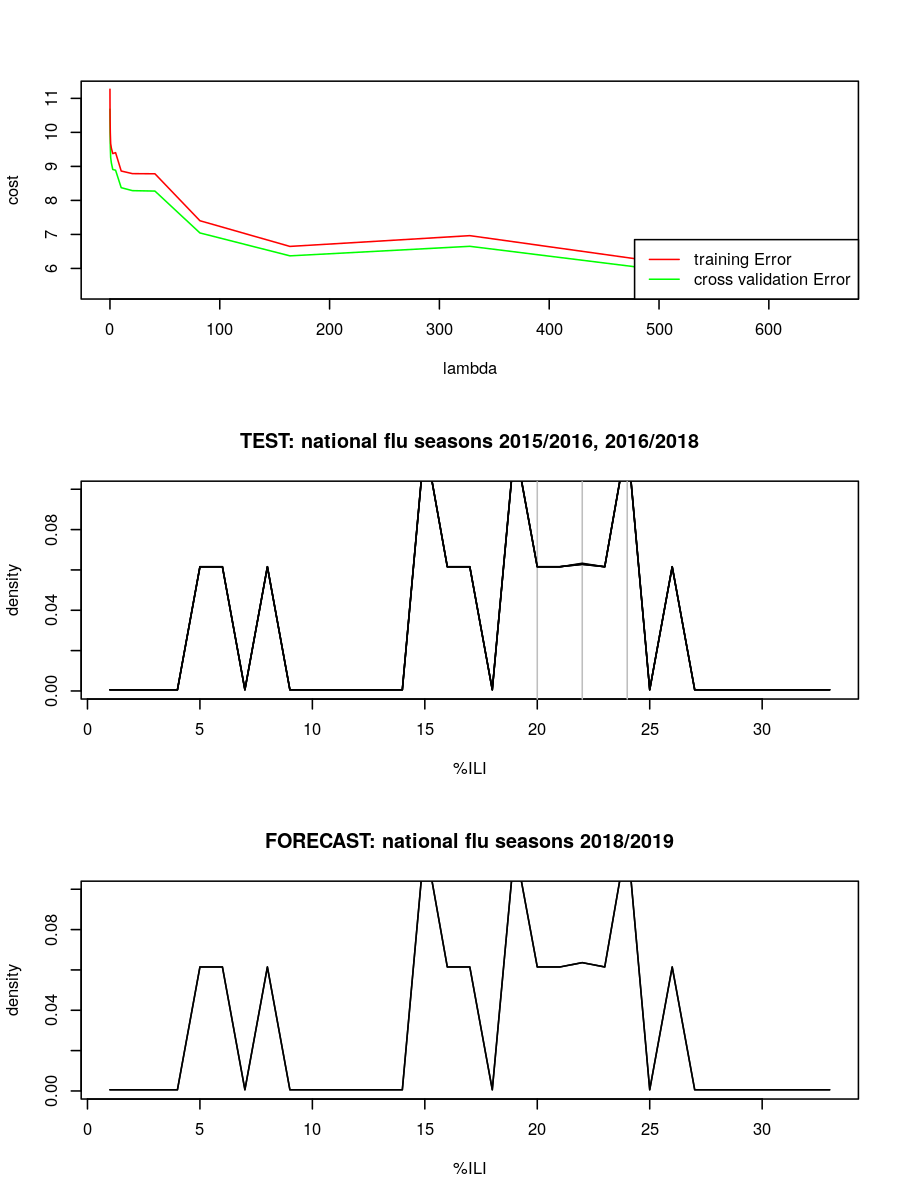 11
10
9
8
7
6
cost
training Error
cross validation Error
0 100 200 300 400 500 600
lambda
TEST: national flu seasons 2015/2016, 2016/2018
0.08
0.04
0.00
density
0 5 10 15 20 25 30
%ILI
FORECAST: national flu seasons 2018/2019
0.08
0.04
0.00
density
0 5 10 15 20 25 30
%ILI